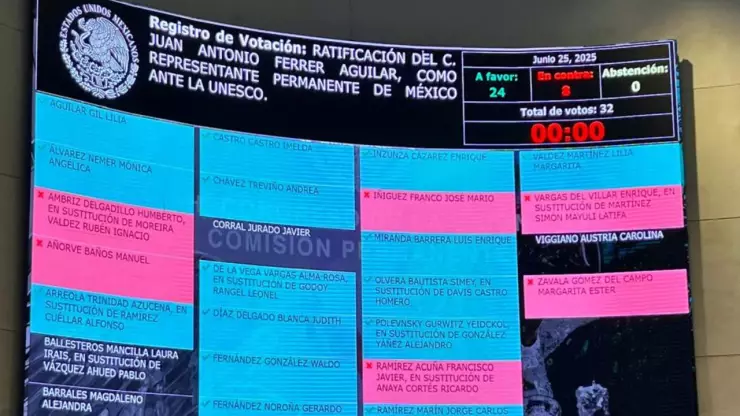 ESTADOS UNIDOS MEXICANOS
Registro de Votación: RATIFICACIÓN DEL C.
JUAN ANTONIO FERRER AGUILAR, COMO
REPRESENTANTE PERMANENTE DE MÉXICO
ANTE LA UNESCO.
Junio 25, 2025
A favor:
24
En contra:
8
Abstención:
0
Total de votos: 32
00:00
AGUILAR GIL LILIA
ÁLVAREZ NEMER MÓNICA
ANGÉLICA
AMBRIZ DELGADILLO HUMBERTO,
EN SUSTITUCIÓN DE MOREIRA
VALDEZ RUBÉN IGNACIO
AÑORVE BAÑOS MANUEL
ARREOLA TRINIDAD AZUCENA, EN
SUSTITUCIÓN DE RAMÍREZ
CUÉLLAR ALFONSO
BALLESTEROS MANCILLA LAURA
IRAIS, EN SUSTITUCIÓN DE
VÁZQUEZ AHUED PABLO
BARRALES MAGDALENO
ALEJANDRA
CASTRO CASTRO IMELDA
CHÁVEZ TREVIÑO ANDREA
CORRAL JURADO JAVIER
COMISIÓN
DE LA VEGA VARGAS ALMA ROSA,
EN SUSTITUCIÓN DE GODOY
RANGEL LEONEL
DÍAZ DELGADO BLANCA JUDITH
FERNÁNDEZ GONZÁLEZ WALDO
FERNÁNDEZ NOROÑA GERARDO
INZUNZA CÁZAREZ ENRIQUE
IÑIGUEZ FRANCO JOSÉ MARIO
MIRANDA BARRERA LUIS ENRIQUE
OLVERA BAUTISTA SIMEY, EN
SUSTITUCIÓN DE DAVIS CASTRO
HOMERO
POLEVNSKY GURWITZ YEIDCKOL,
EN SUSTITUCIÓN DE GONZÁLEZ
YÁÑEZ ALEJANDRO
RAMÍREZ ACUÑA FRANCISCO
JAVIER, EN SUSTITUCIÓN DE
ANAYA CORTÉS RICARDO
RAMÍREZ MARÍN JORGE CARLOS
VALDEZ MARTÍNEZ LILIA
MARGARITA
VARGAS DEL VILLAR ENRIQUE, EN
SUSTITUCIÓN DE MARTÍNEZ
SIMON MAYULI LATIFA
VIGGIANO AUSTRIA CAROLINA
ZAVALA GÓMEZ DEL CAMPO
MARGARITA ESTER